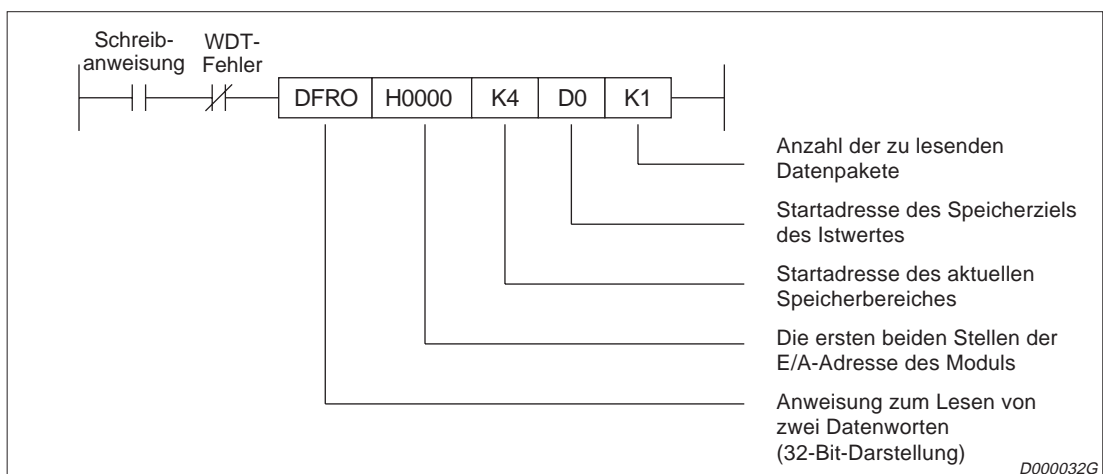 Schreib-
anweisung
WDT-
Fehler
DFRO H0000 K4 D0 K1
Anzahl der zu lesenden
Datenpakete
Startadresse des Speicherziels
des Istwertes
Startadresse des aktuellen
Speicherbereiches
Die ersten beiden Stellen der
E/A-Adresse des Moduls
Anweisung zum Lesen von
zwei Datenworten
(32-Bit-Darstellung)
D000032G